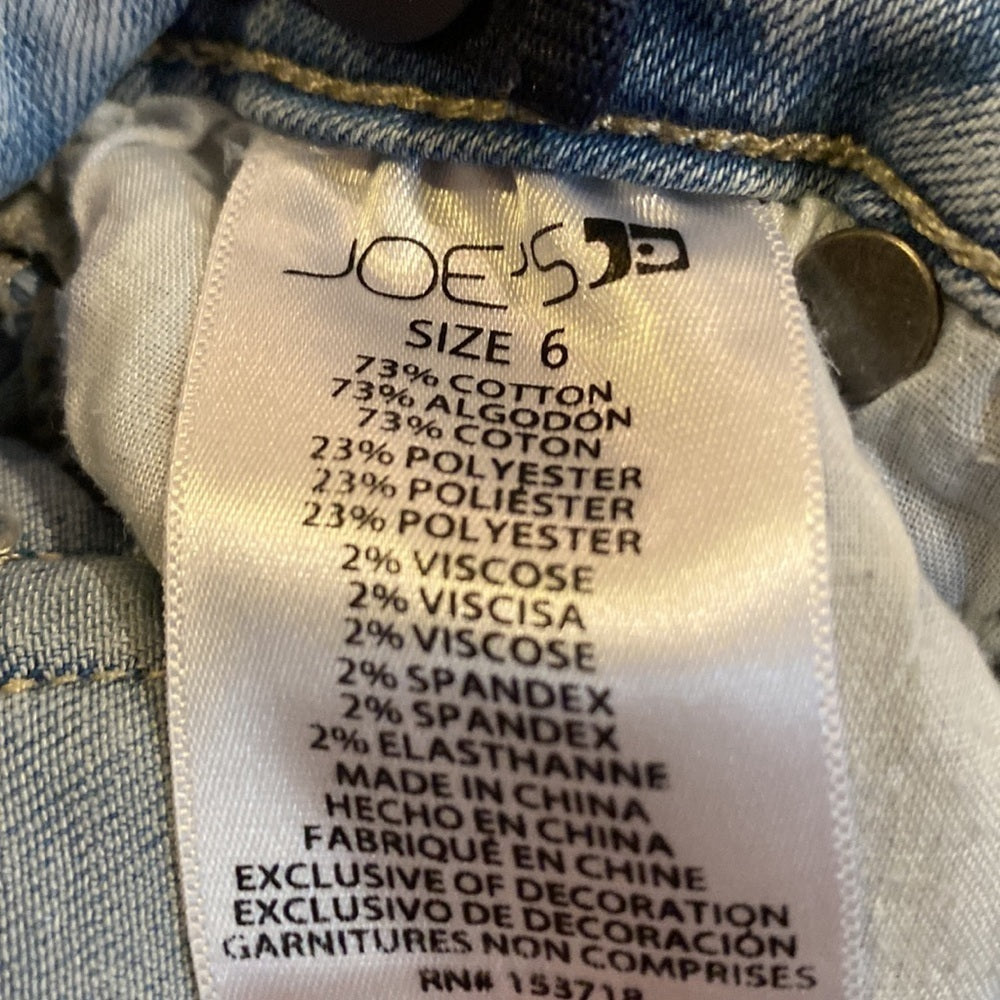 JOE'S
SIZE 6
73% COTTON
73% ALGODÓN
73% COTON
23% POLYESTER
23% POLIÉSTER
23% POLYESTER
2% VISCOSE
2% VISCISA
2% VISCOSE
2% SPANDEX
2% SPANDEX
2% ELASTHANNE
MADE IN CHINA
HECHO EN CHINA
FABRIQUÉ EN CHINE
EXCLUSIVE OF DECORATION
EXCLUSIVO DE DECORACIÓN
GARNITURES NON COMPRISES
RN# 153718